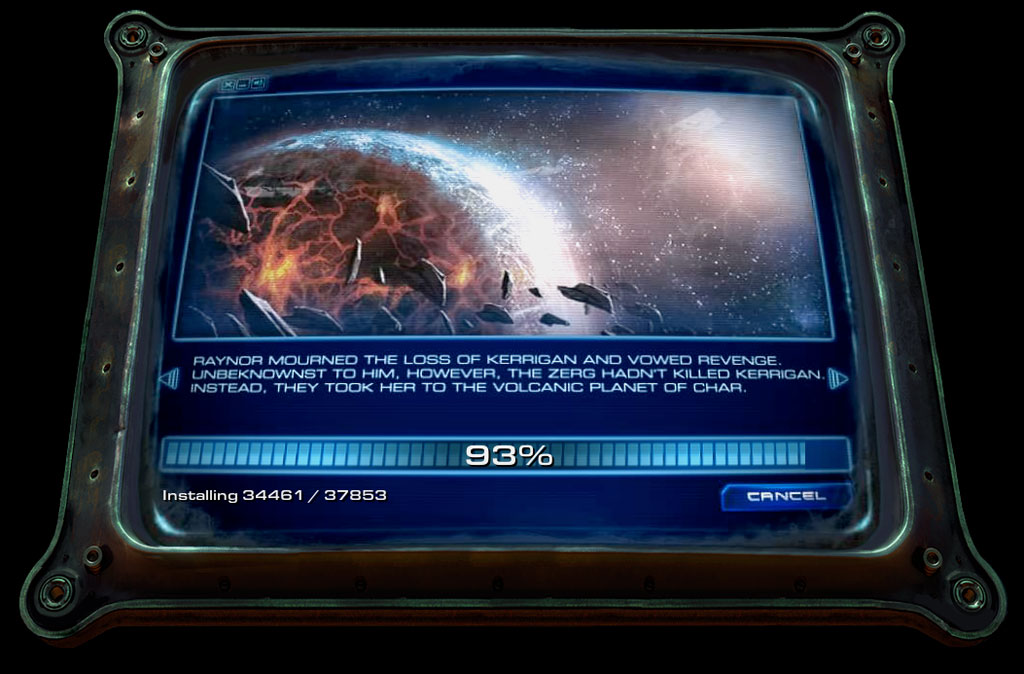 RAYNOR MOURNED THE LOSS OF KERRIGAN AND VOWED REVENGE.
UNBEKNOWNST TO HIM, HOWEVER, THE ZERG HADN'T KILLED KERRIGAN.
INSTEAD, THEY TOOK HER TO THE VOLCANIC PLANET OF CHAR.
93%
Installing 34461 / 37853
CANCEL